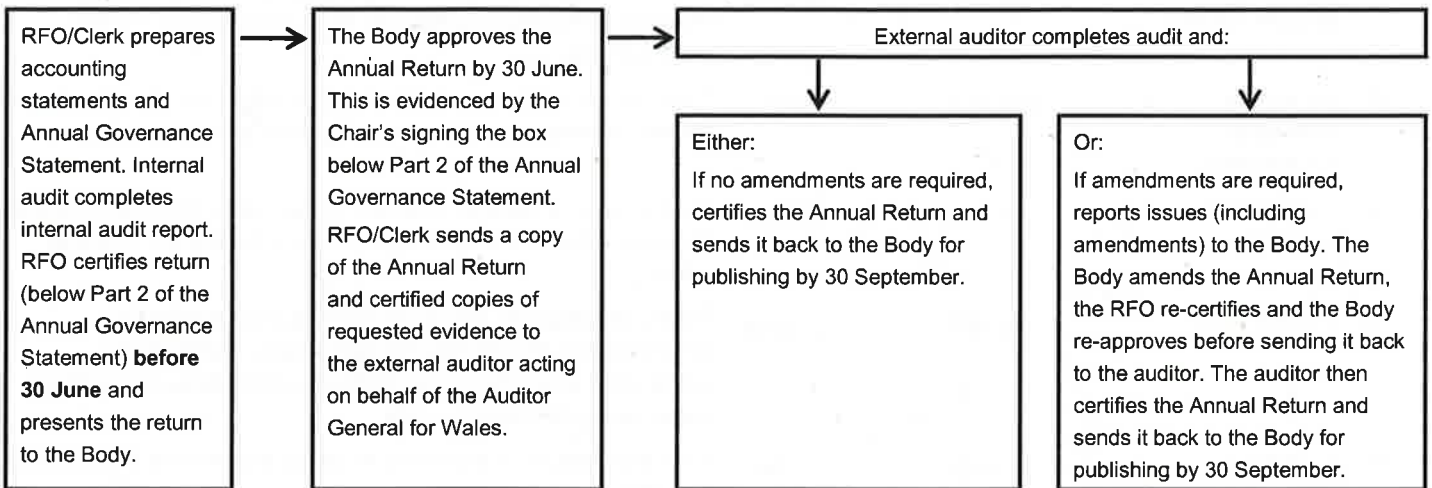 RFO/Clerk prepares
accounting
statements and
Annual Governance
Statement. Internal
audit completes
internal audit report.
RFO certifies return
(below Part 2 of the
Annual Governance
Statement) before
30 June and
presents the return
to the Body.
The Body approves the
Annual Return by 30 June.
This is evidenced by the
Chair's signing the box
below Part 2 of the Annual
Governance Statement.
RFO/Clerk sends a copy
of the Annual Return
and certified copies of
requested evidence to
the external auditor acting
on behalf of the Auditor
General for Wales.
External auditor completes audit and:
Either:
If no amendments are required,
certifies the Annual Return and
sends it back to the Body for
publishing by 30 September.
Or:
If amendments are required,
reports issues (including
amendments) to the Body. The
Body amends the Annual Return,
the RFO re-certifies and the Body
re-approves before sending it back
to the auditor. The auditor then
certifies the Annual Return and
sends it back to the Body for
publishing by 30 September.